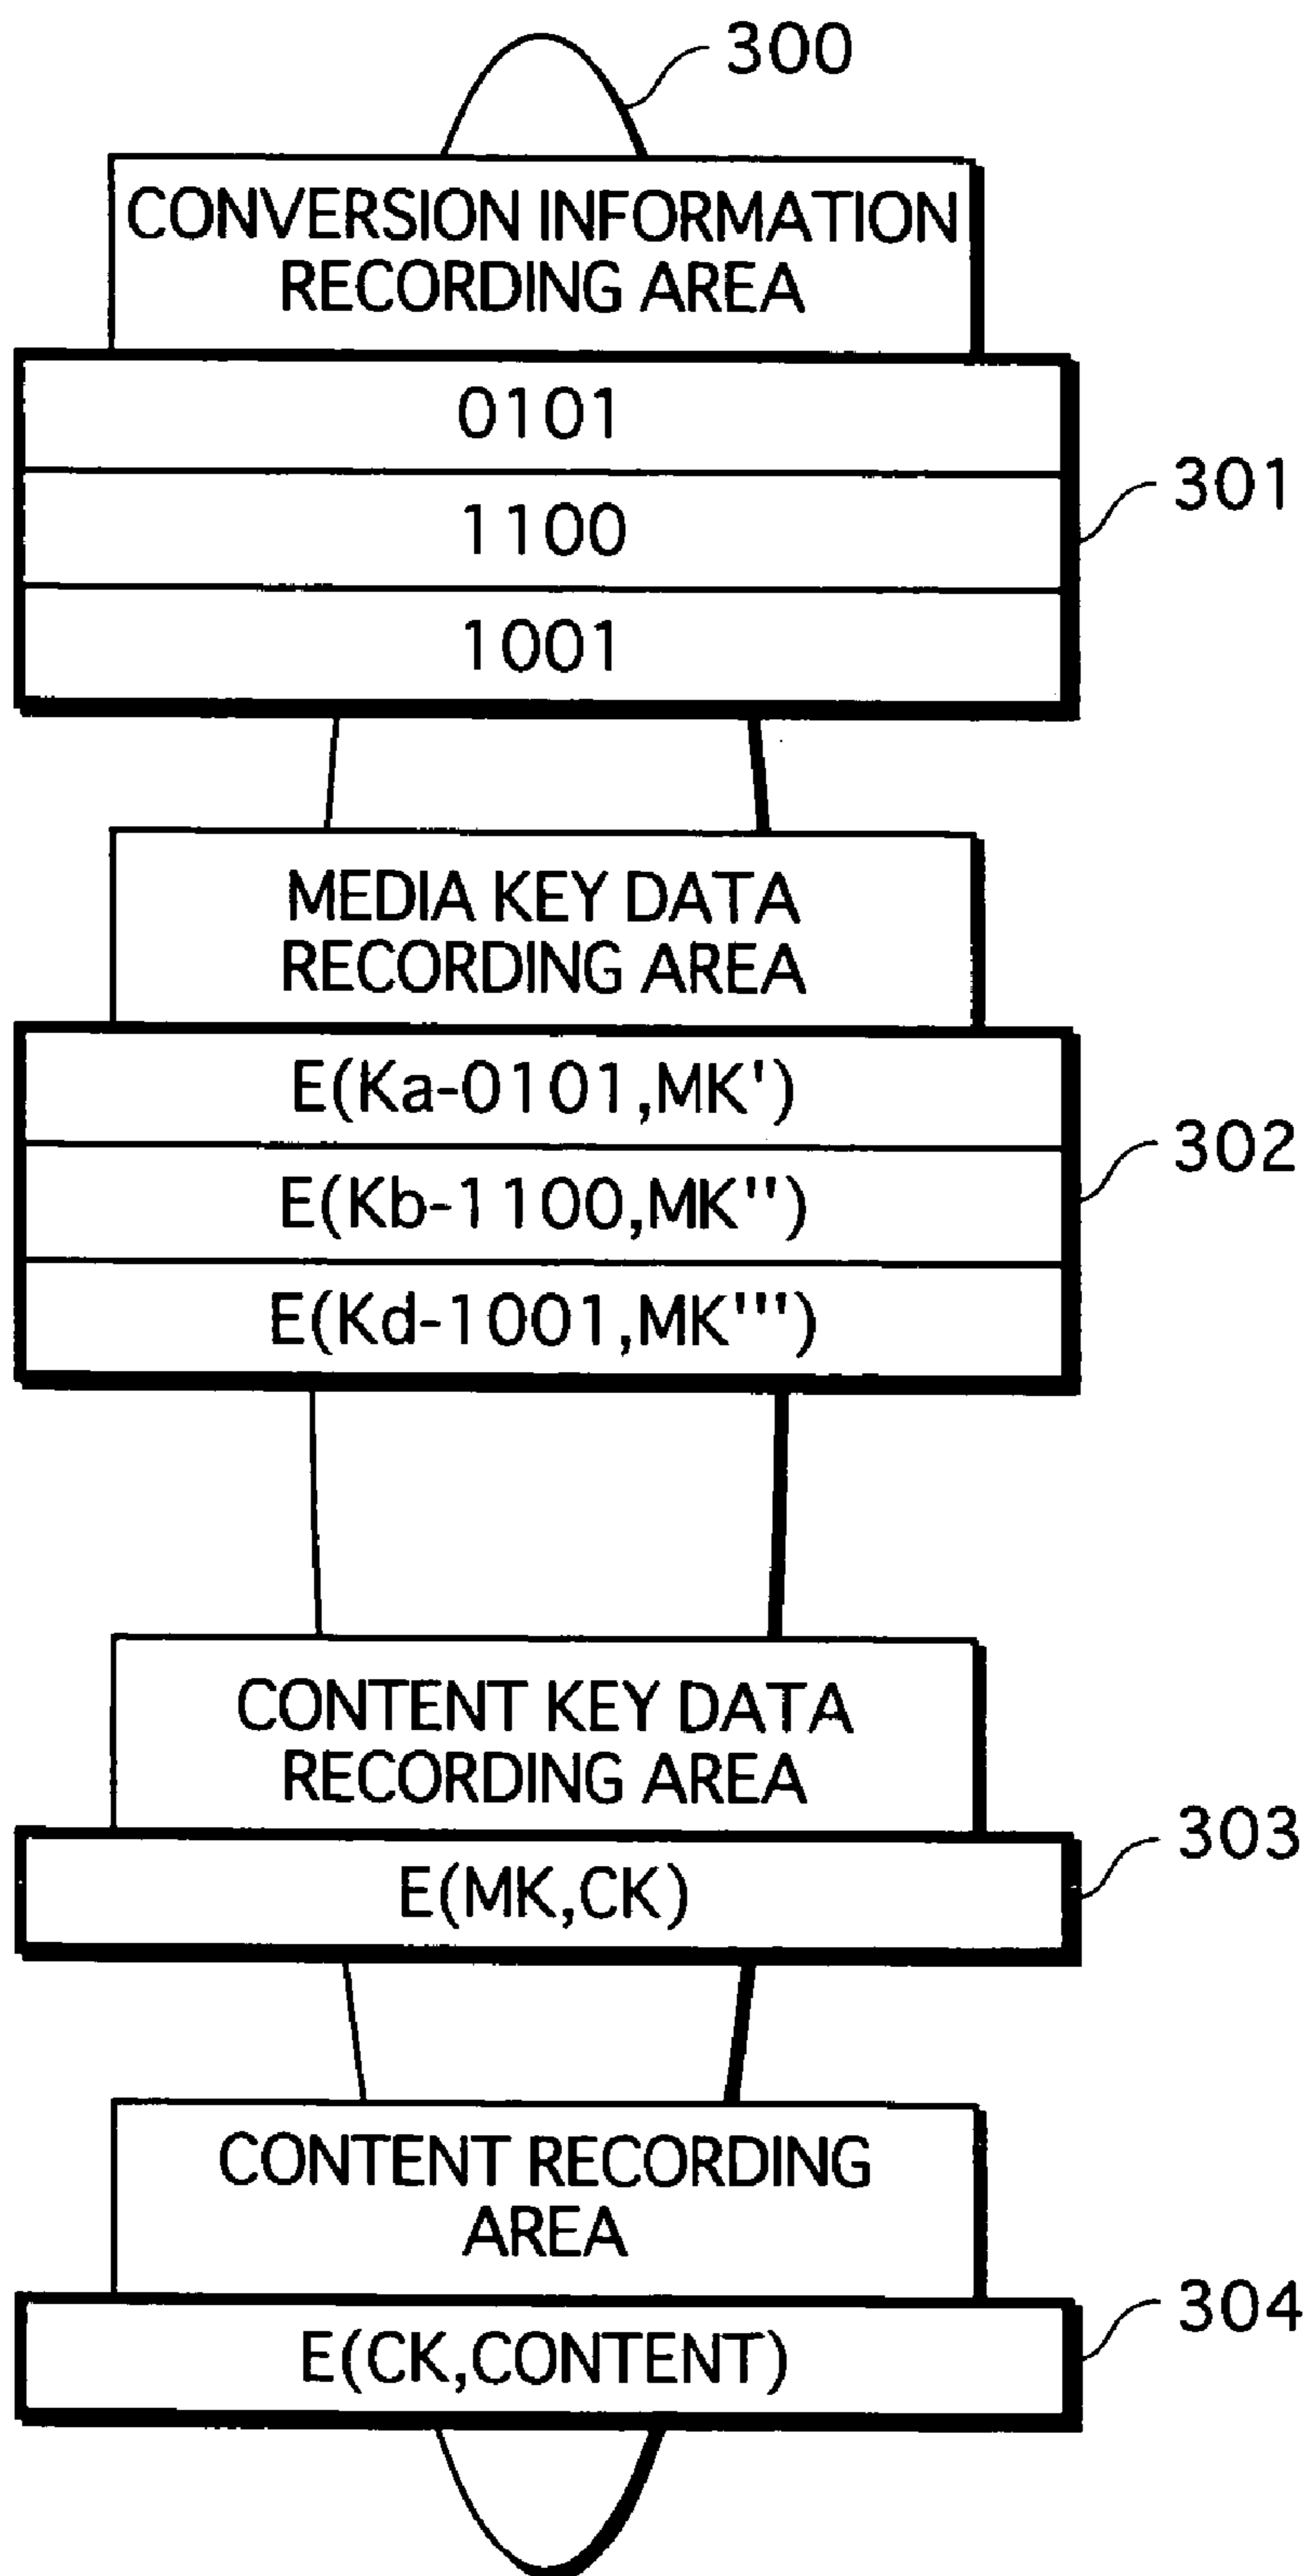 300
CONVERSION INFORMATION
RECORDING AREA
0101
301
1100
1001
MEDIA KEY DATA
RECORDING AREA
E(Ka-0101,MK')
302
E(Kb-1100,MK'')
E(Kd-1001,MK''')
CONTENT KEY DATA
RECORDING AREA
303
E(MK,CK)
CONTENT RECORDING
AREA
304
E(CK,CONTENT)